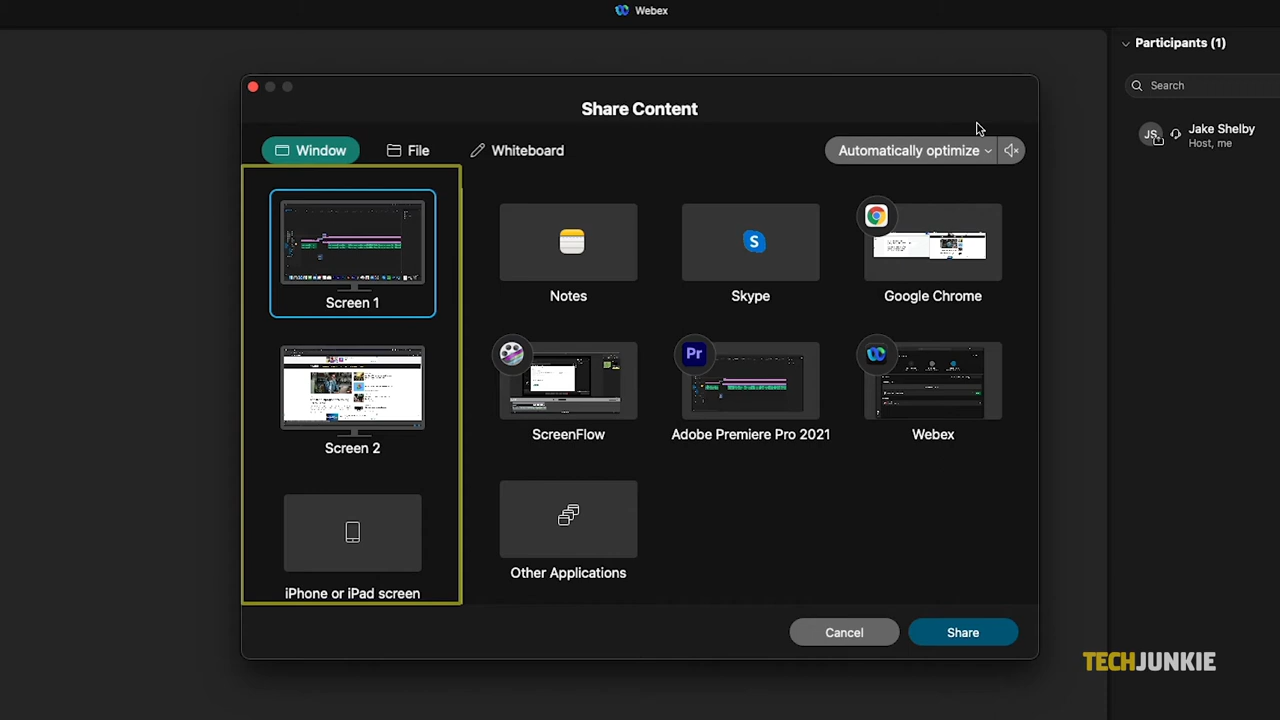 Webex
Participants (1)
Search
JS
Jake Shelby
Host, me
Share Content
Window
File
Whiteboard
Automatically optimize
Screen 1
Screen 2
iPhone or iPad screen
Notes
S
Skype
Google Chrome
ScreenFlow
Pr
Adobe Premiere Pro 2021
Webex
Other Applications
Cancel
Share
TECHJUNKIE